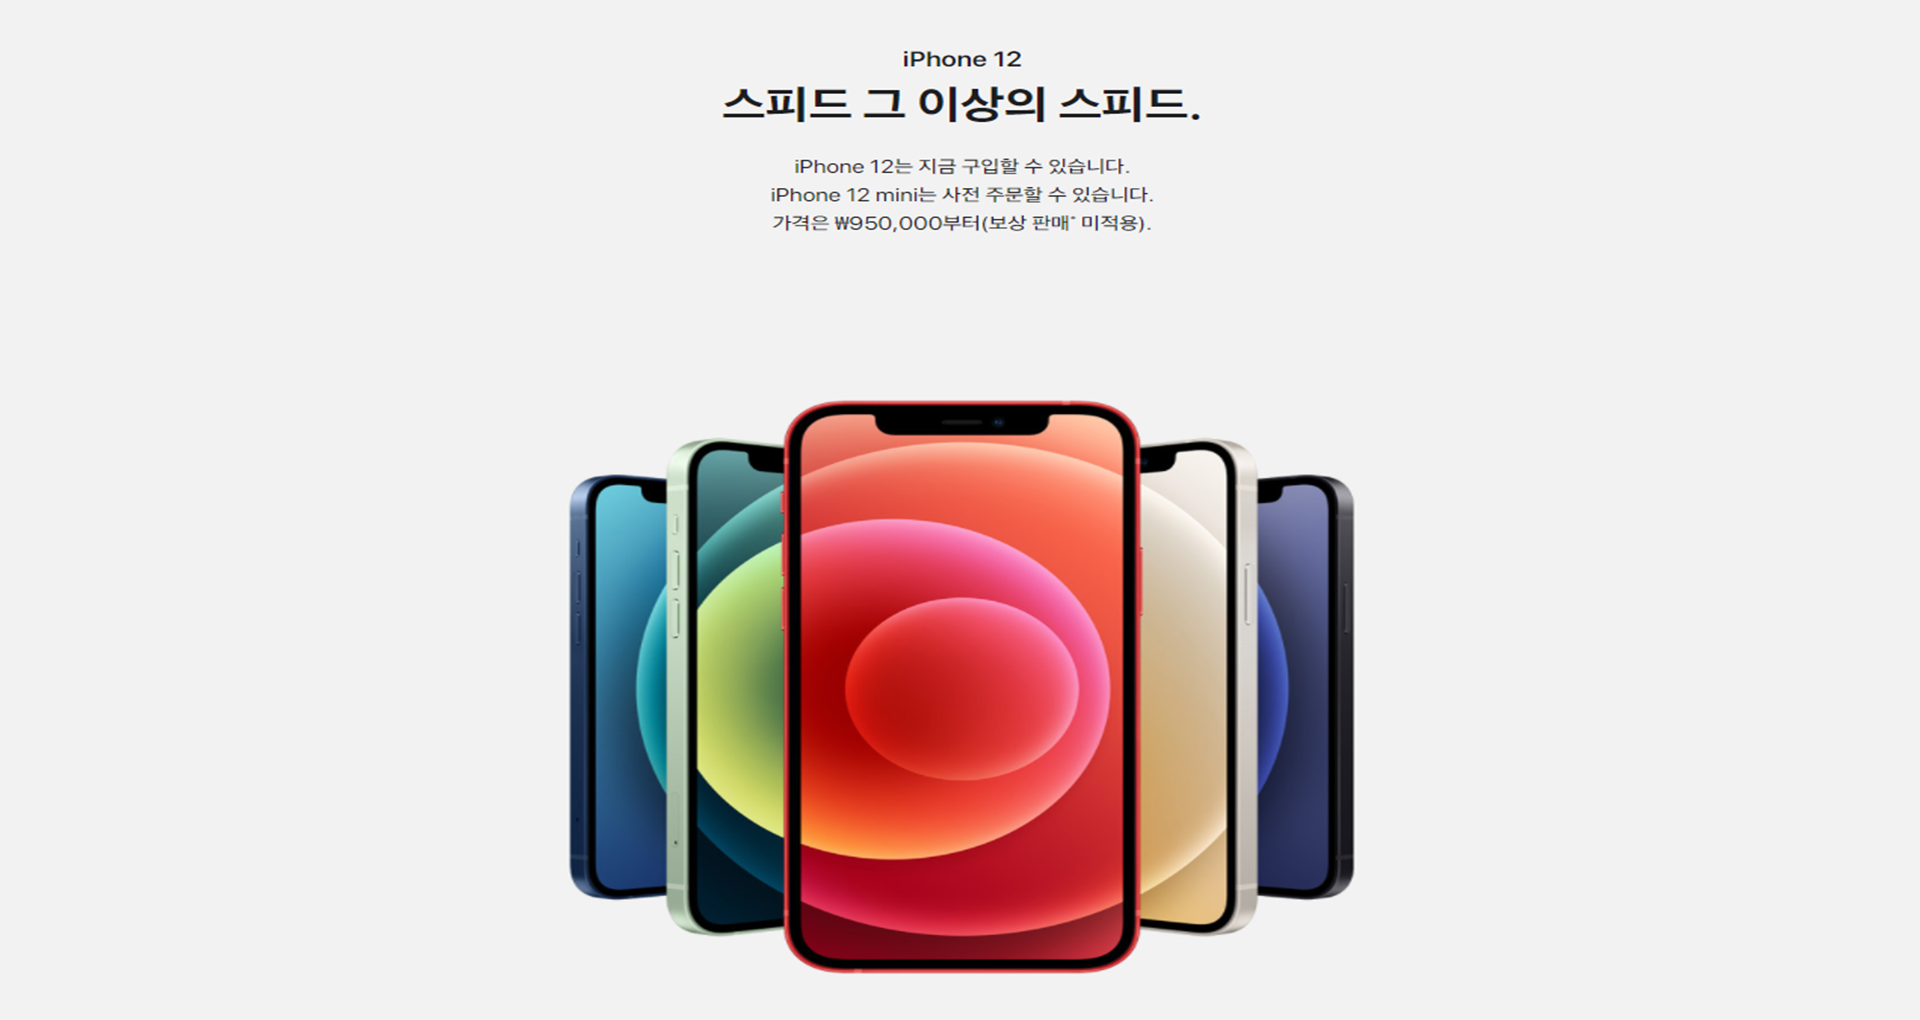 iPhone 12
스피드 그 이상의 스피드.
iPhone 12는 지금 구입할 수 있습니다.
iPhone 12 mini는 사전 주문할 수 있습니다.
가격은 ₩950,000부터(보상 판매* 미적용).